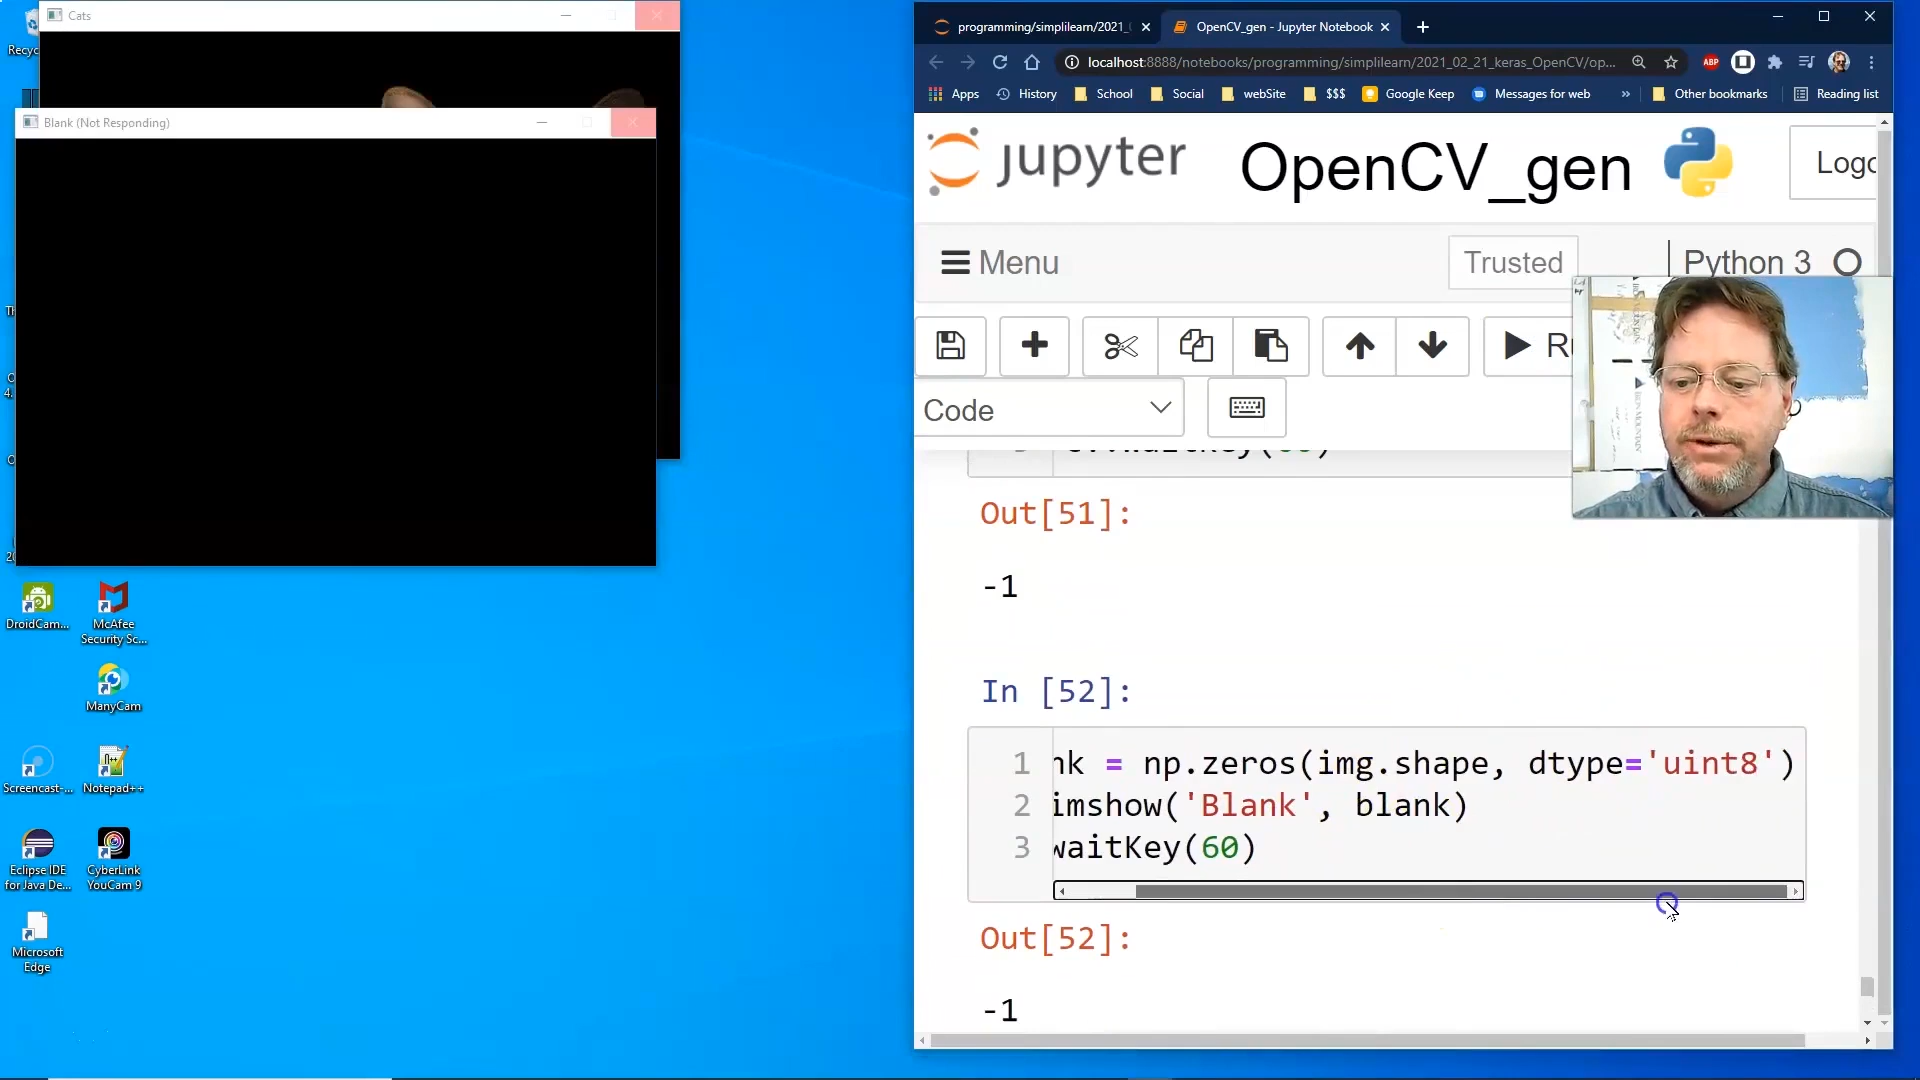 Cats
Recyc
Blank (Not Responding)
DroidCam...
McAfee
Security Sc...
ManyCam
Screencast-...
Notepad++
Eclipse IDE
for Java De...
CyberLink
YouCam 9
Microsoft
Edge
programming/simplilearn/2021_
OpenCV_gen - Jupyter Notebook
localhost:8888/notebooks/programming/simplilearn/2021_02_21_keras_OpenCV/op...
ABP
Apps
History
School
Social
webSite
$$$
Google Keep
Messages for web
»
Other bookmarks
Reading list
jupyter
OpenCV_gen
Logo
Menu
Trusted
Python 3
Code
Out[51]:
-1
In [52]:
1 nk = np.zeros(img.shape, dtype='uint8')
2 imshow('Blank', blank)
3 waitKey(60)
Out[52]:
-1